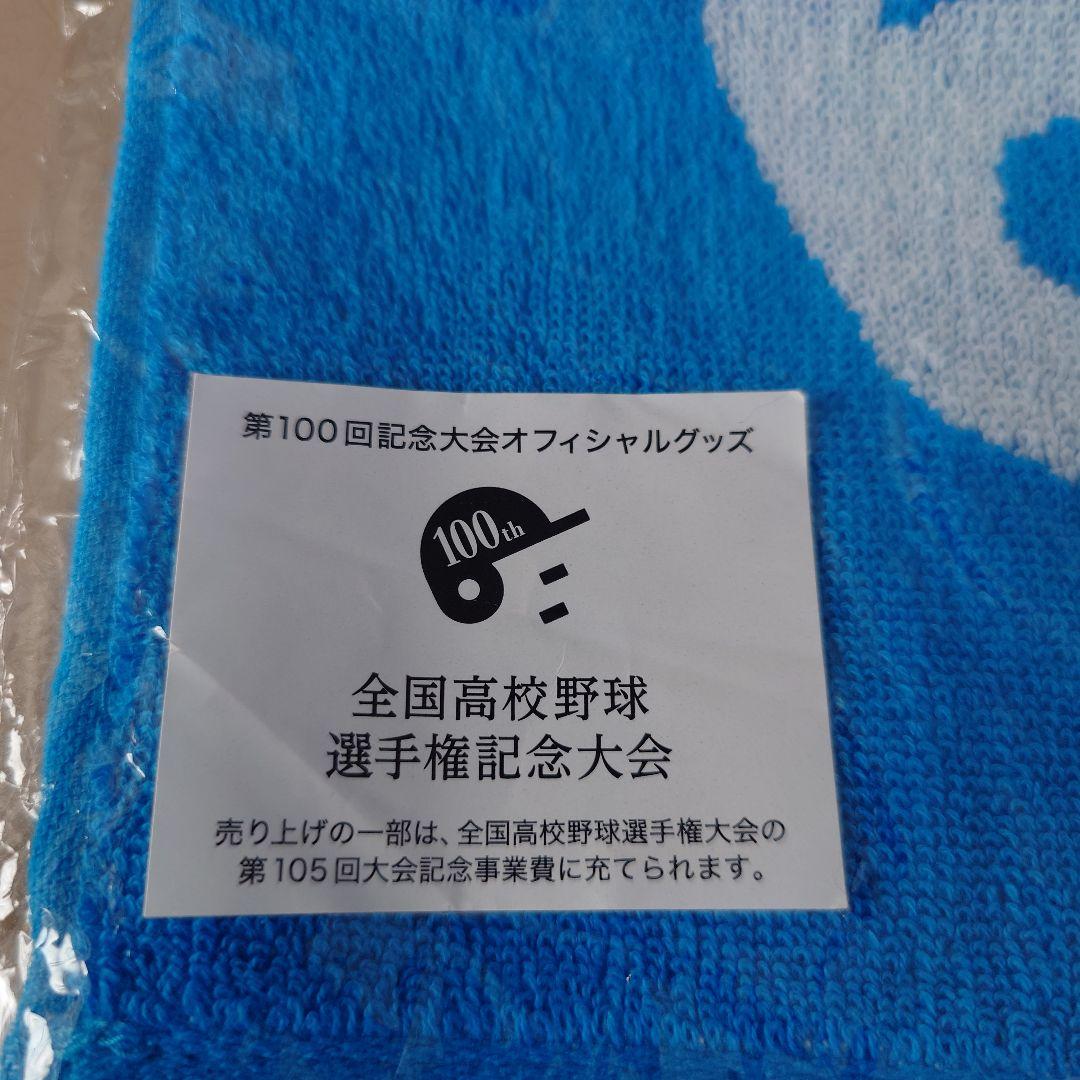 第100回記念大会オフィシャルグッズ
100th
全国高校野球
選手権記念大会
売り上げの一部は、全国高校野球選手権大会の
第105回大会記念事業費に充てられます。